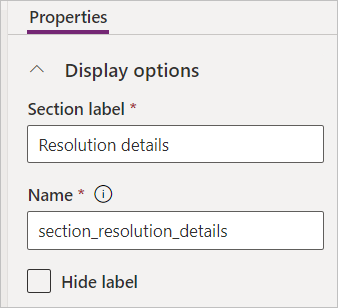 Properties
Display options
Section label *
Resolution details
Name *
section_resolution_details
Hide label